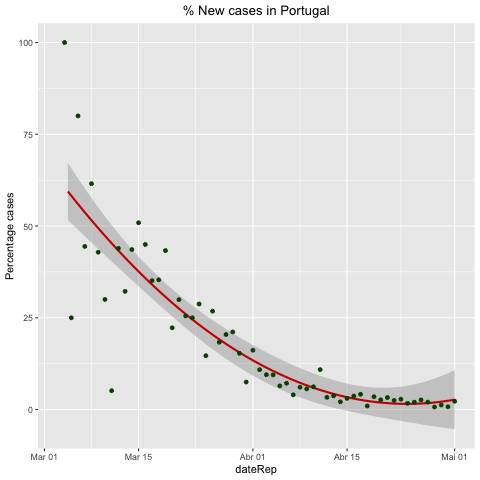 % New cases in Portugal
Percentage cases
100
75
50
25
0
Mar 01 Mar 15 Abr 01 Abr 15 Mai 01
dateRep